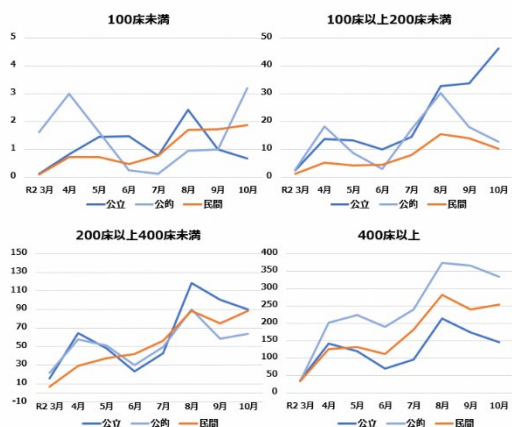 100床未満
5
4
3
2
1
0
R2 3月 4月 5月 6月 7月 8月 9月 10月
公立 公的 民間
100床以上200床未満
50
40
30
20
10
0
R2 3月 4月 5月 6月 7月 8月 9月 10月
公立 公的 民間
200床以上400床未満
150
130
110
90
70
50
30
10
-10
R2 3月 4月 5月 6月 7月 8月 9月 10月
公立 公的 民間
400床以上
400
350
300
250
200
150
100
50
0
R2 3月 4月 5月 6月 7月 8月 9月 10月
公立 公的 民間